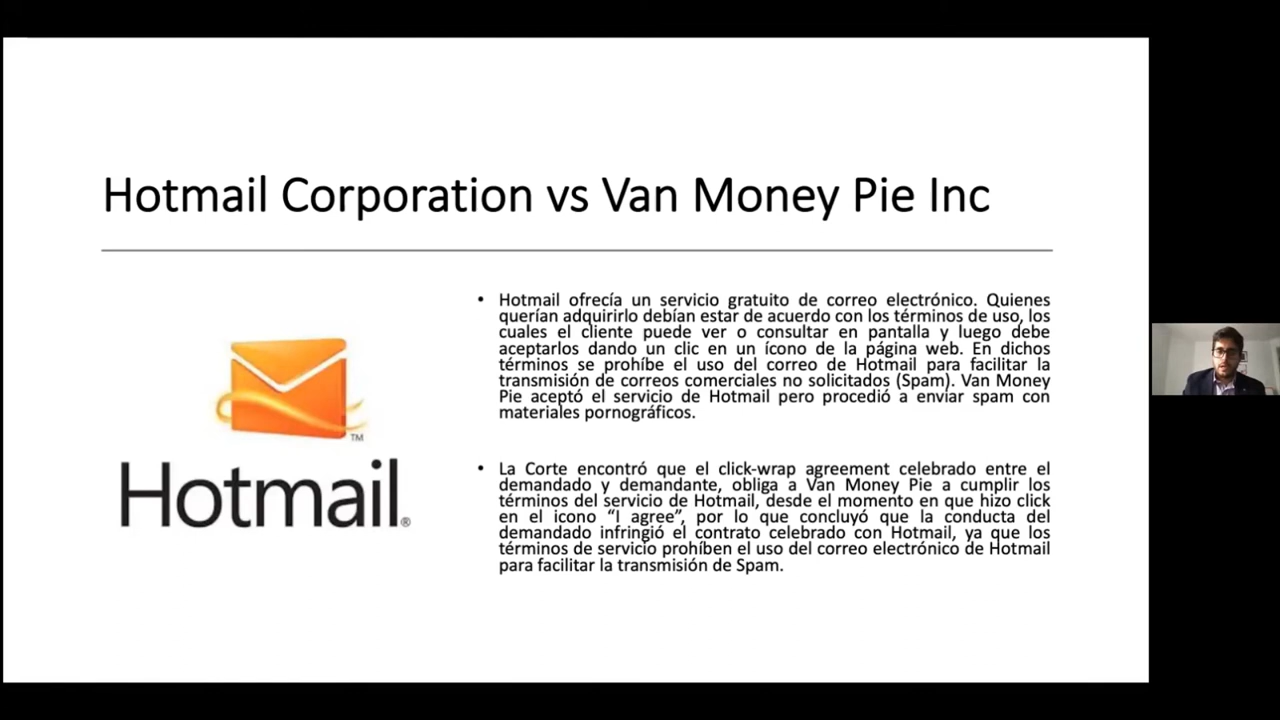 Hotmail Corporation vs Van Money Pie Inc
• Hotmail ofrecía un servicio gratuito de correo electrónico. Quienes
querían adquirirlo debían estar de acuerdo con los términos de uso, los
cuales el cliente puede ver o consultar en pantalla y luego debe
aceptarlos dando un clic en un ícono de la página web. En dichos
términos se prohíbe el uso del correo de Hotmail para facilitar la
transmisión de correos comerciales no solicitados (Spam). Van Money
Pie aceptó el servicio de Hotmail pero procedió a enviar spam con
materiales pornográficos.
TM
Hotmail®
• La Corte encontró que el click-wrap agreement celebrado entre el
demandado y demandante, obliga a Van Money Pie a cumplir los
términos del servicio de Hotmail, desde el momento en que hizo click
en el icono “I agree”, por lo que concluyó que la conducta del
demandado infringió el contrato celebrado con Hotmail, ya que los
términos de servicio prohíben el uso del correo electrónico de Hotmail
para facilitar la transmisión de Spam.